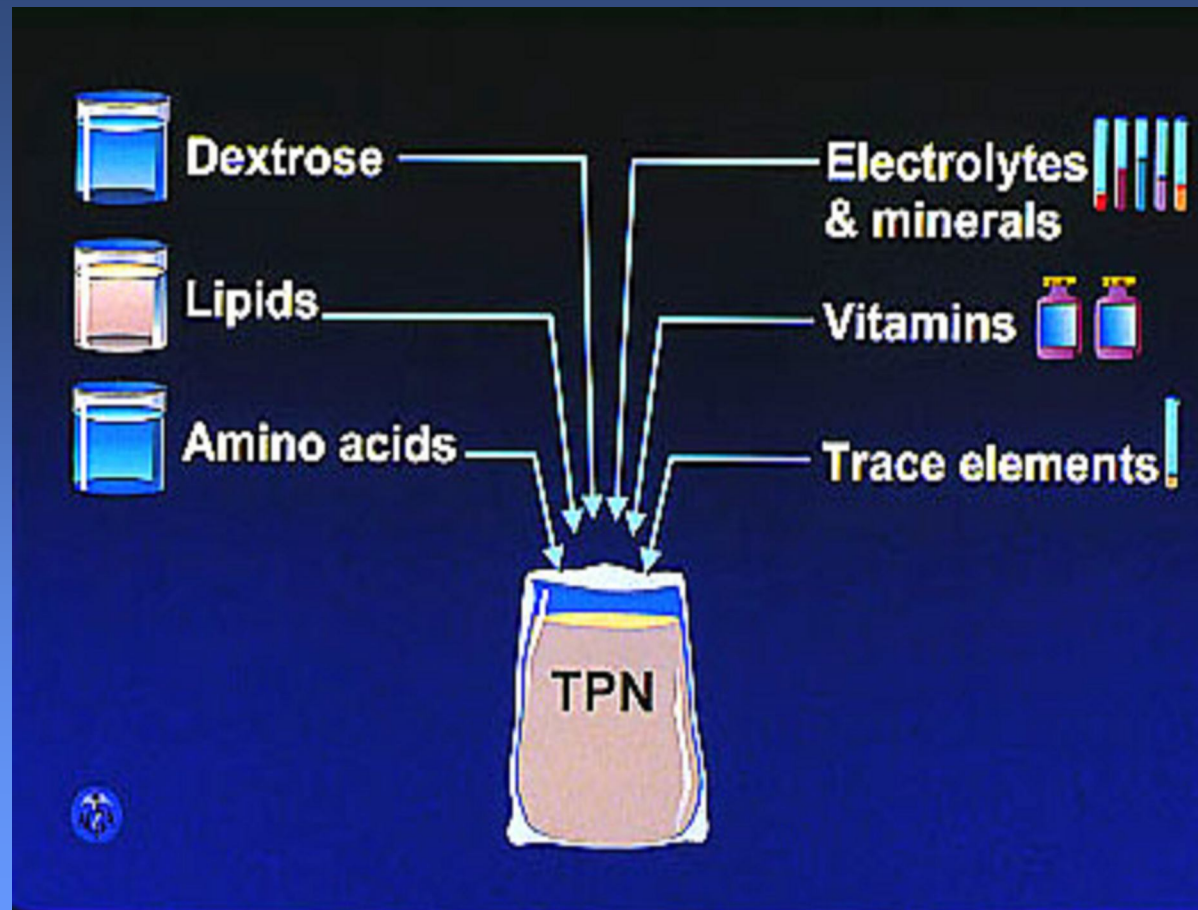 Dextrose
Lipids
Amino acids
Electrolytes
& minerals
Vitamins
Trace elements
TPN